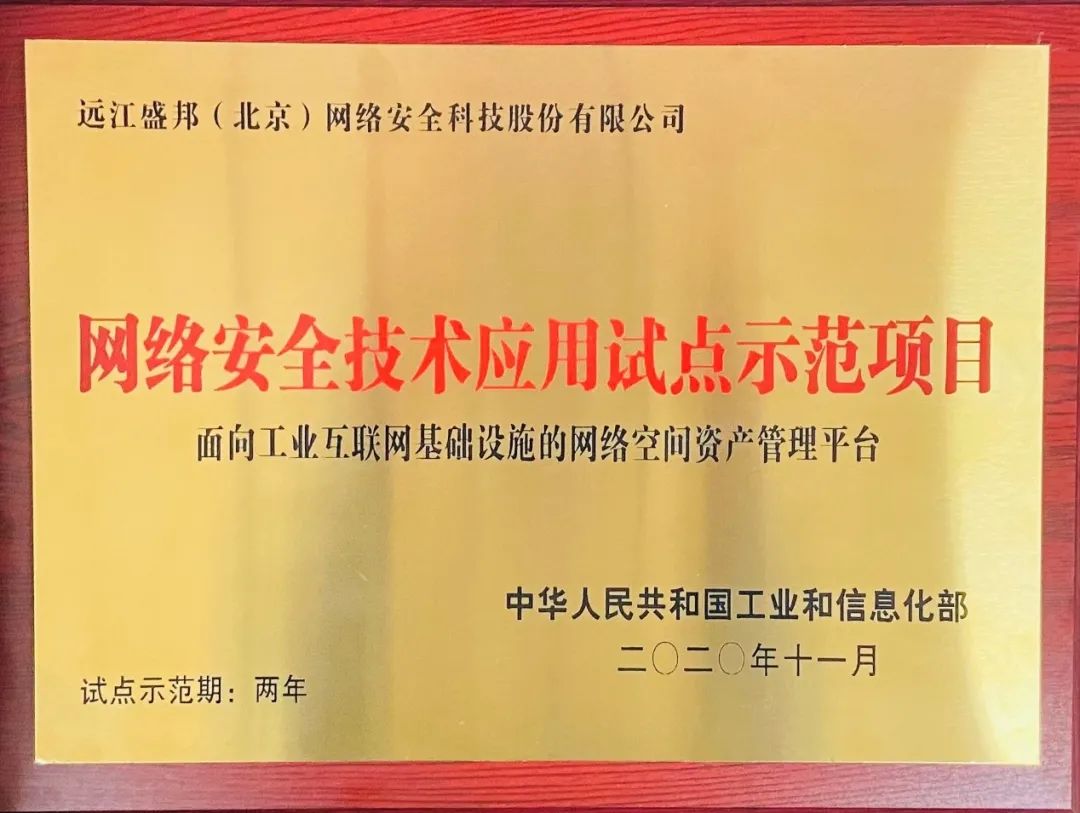 远江盛邦（北京）网络安全科技股份有限公司
网络安全技术应用试点示范项目
面向工业互联网基础设施的网络空间资产管理平台
中华人民共和国工业和信息化部
二〇二〇年十一月
试点示范期：两年